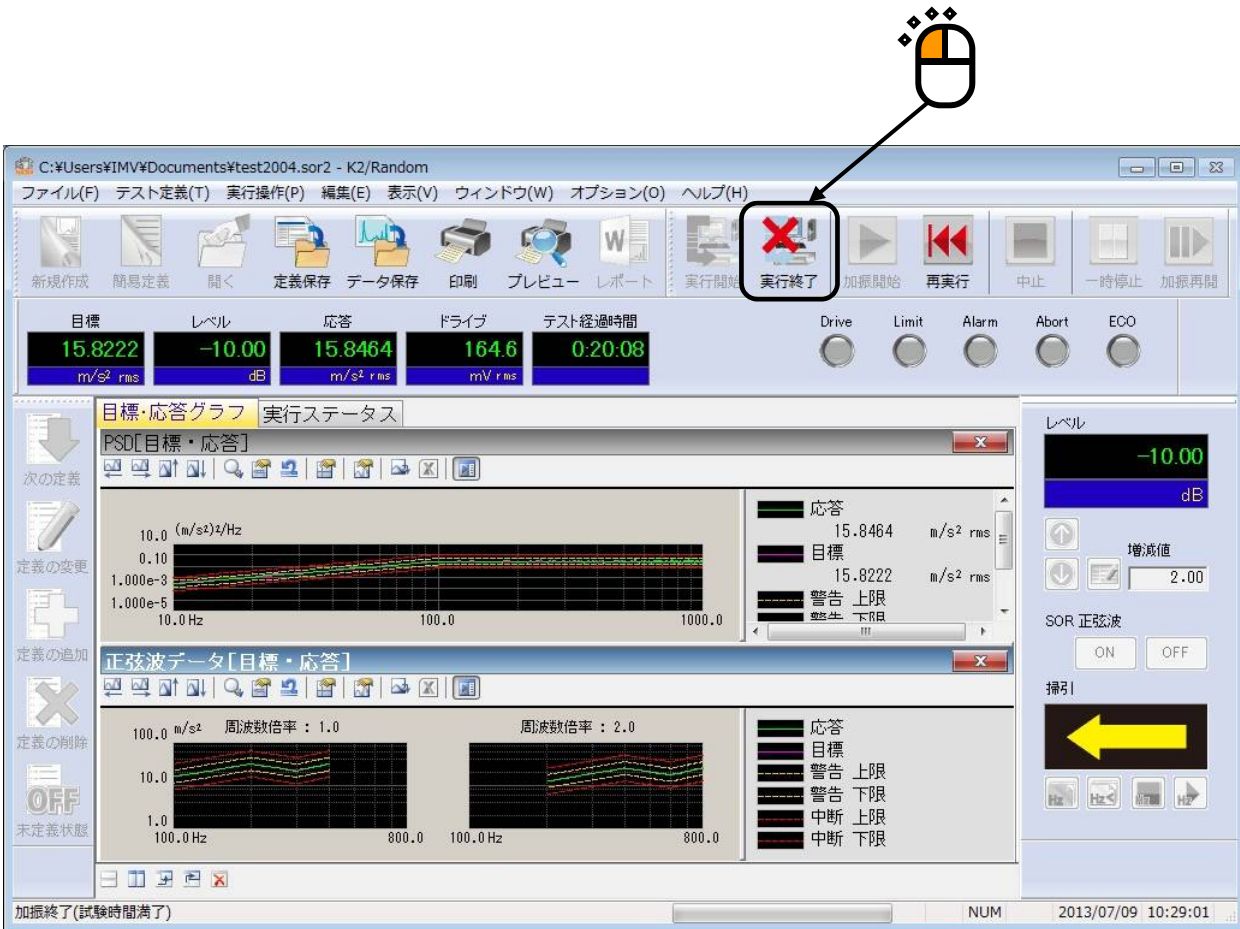 C:¥Users¥IMV¥Documents¥test2004.sor2 - K2/Random
ファイル(F) テスト定義(T) 実行操作(P) 編集(E) 表示(V) ウィンドウ(W) オプション(O) ヘルプ(H)
新規作成 簡易定義 開く 定義保存 データ保存 印刷 プレビュー レポート 実行開始 実行終了 加振開始 再実行 中止 一時停止 加振再開
目標 レベル 応答 ドライブ テスト経過時間 Drive Limit Alarm Abort ECO
15.8222 -10.00 15.8464 164.6 0:20:08
m/s² rms dB m/s² rms mV rms
目標・応答グラフ 実行ステータス
PSD[目標・応答]
10.0 (m/s²)²/Hz
0.10
1.000e-3
1.000e-5
10.0 Hz 100.0 1000.0
応答
15.8464 m/s² rms
目標
15.8222 m/s² rms
警告 上限
警告 下限
正弦波データ[目標・応答]
100.0 m/s² 周波数倍率 : 1.0 周波数倍率 : 2.0
10.0
1.0
100.0 Hz 800.0 100.0 Hz 800.0
応答
目標
警告 上限
警告 下限
中断 上限
中断 下限
次の定義
定義の変更
定義の追加
定義の削除
OFF
未定義状態
レベル
-10.00
dB
増減値
2.00
SOR 正弦波
ON OFF
掃引
Hz Hz Hz
加振終了(試験時間満了) NUM 2013/07/09 10:29:01